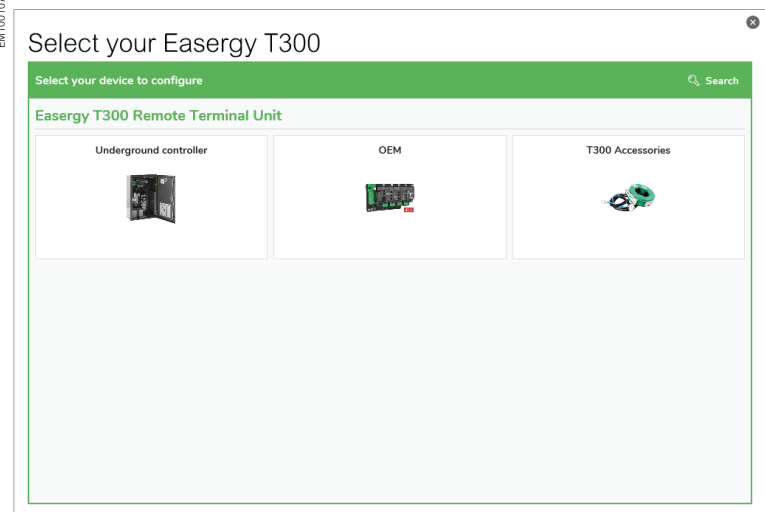 Select your Easergy T300
Select your device to configure
Search
Easergy T300 Remote Terminal Unit
Underground controller
OEM
T300 Accessories